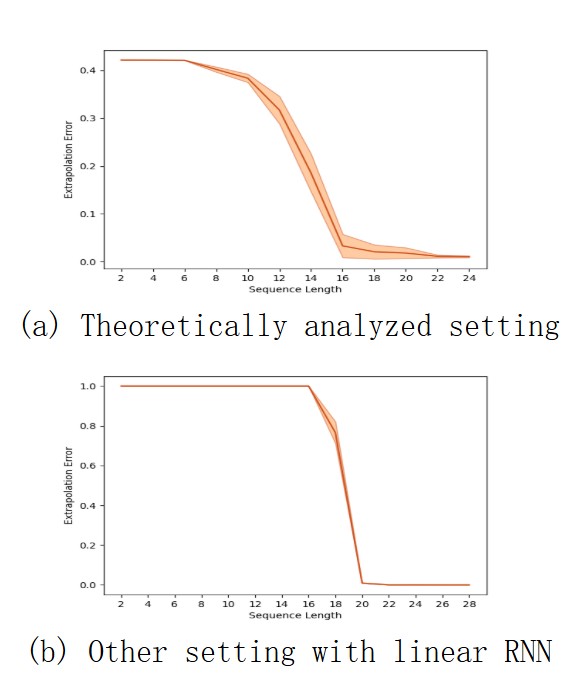 0.4
0.3
0.2
0.1
0.0
Extrapolation Error
2 4 6 8 10 12 14 16 18 20 22 24
Sequence Length
(a) Theoretically analyzed setting
1.0
0.8
0.6
0.4
0.2
0.0
Extrapolation Error
2 4 6 8 10 12 14 16 18 20 22 24 26 28
Sequence Length
(b) Other setting with linear RNN